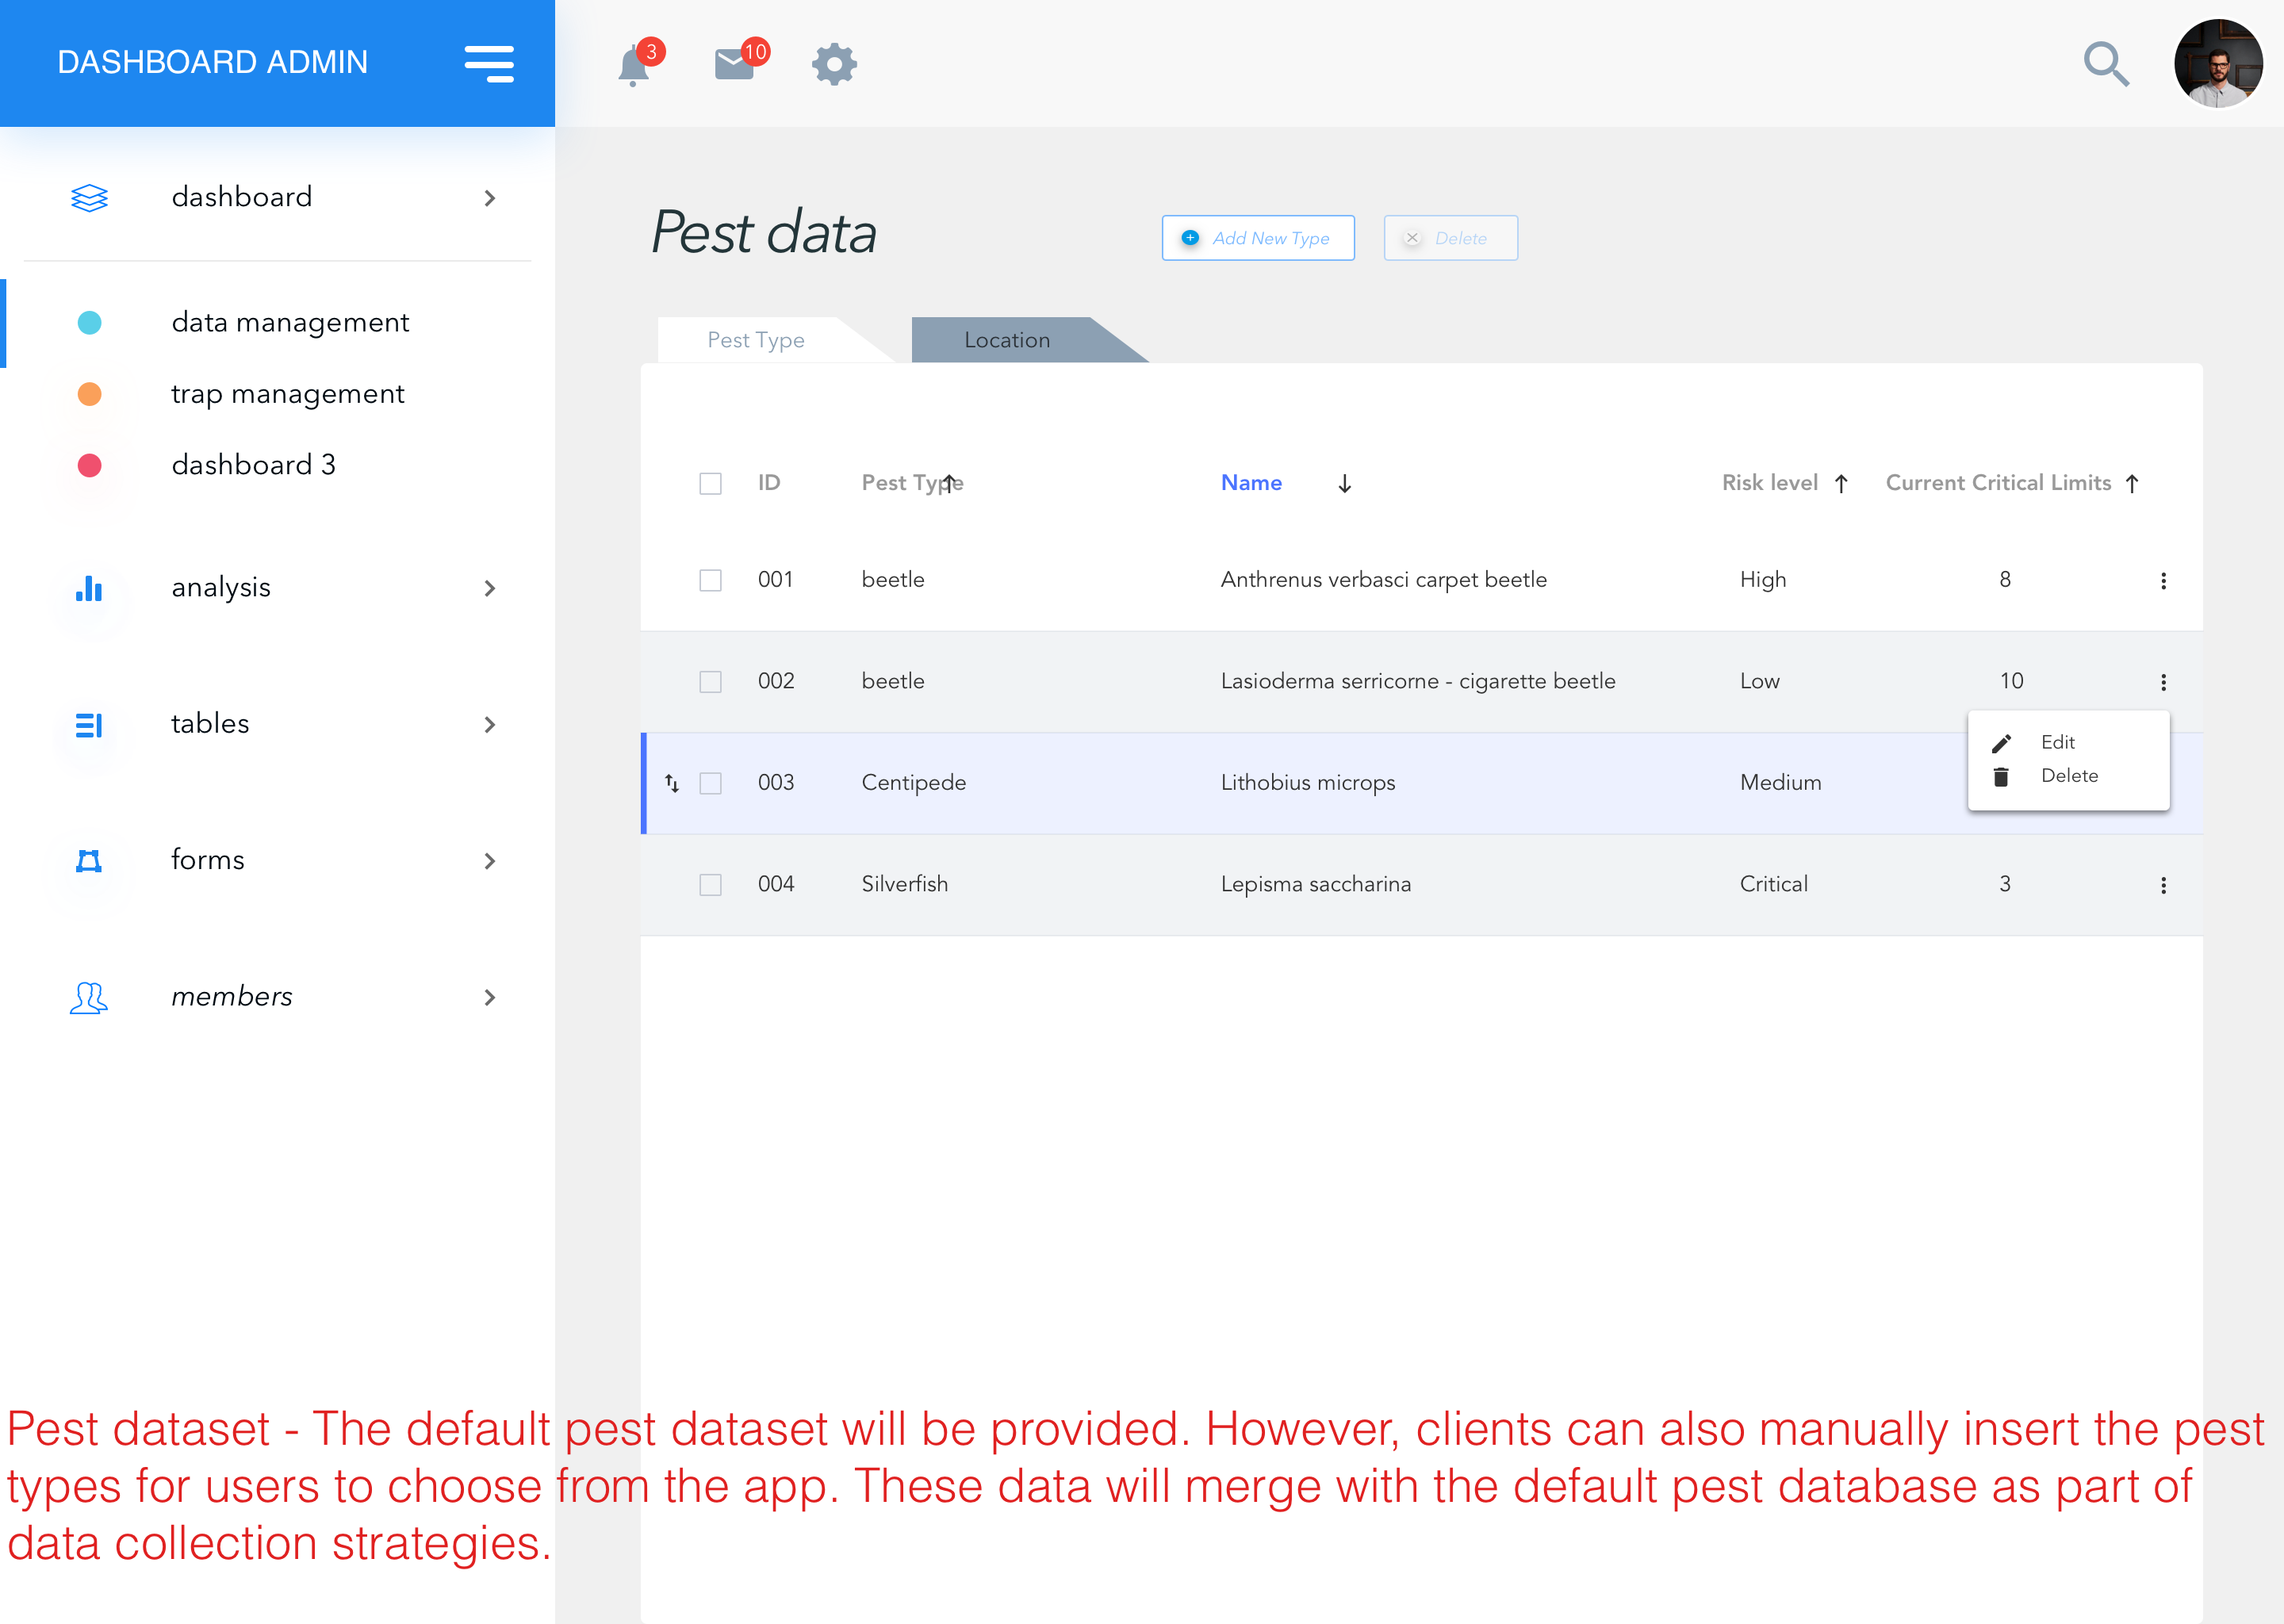 DASHBOARD ADMIN
3
10
dashboard
data management
trap management
dashboard 3
analysis
tables
forms
members
Pest data
Add New Type
Delete
Pest Type
Location
ID Pest Type Name Risk level Current Critical Limits
001 beetle Anthrenus verbasci carpet beetle High 8
002 beetle Lasioderma serricorne - cigarette beetle Low 10
003 Centipede Lithobius microps Medium
Edit
Delete
004 Silverfish Lepisma saccharina Critical 3
Pest dataset - The default pest dataset will be provided. However, clients can also manually insert the pest
types for users to choose from the app. These data will merge with the default pest database as part of
data collection strategies.